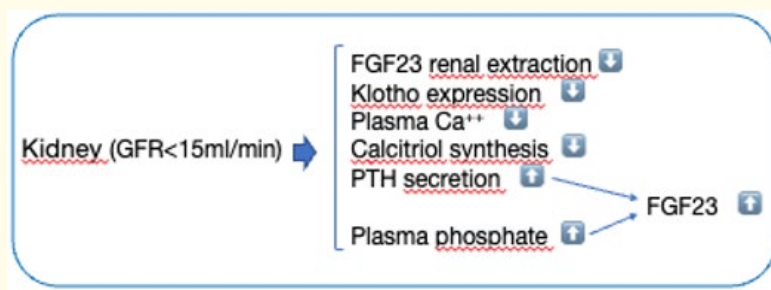 FGF23 renal extraction ⬇
Klotho expression ⬇
Plasma Ca⁺⁺ ⬇
Kidney (GFR<15ml/min) Calcitriol synthesis ⬇
PTH secretion ⬆
FGF23 ⬆
Plasma phosphate ⬆